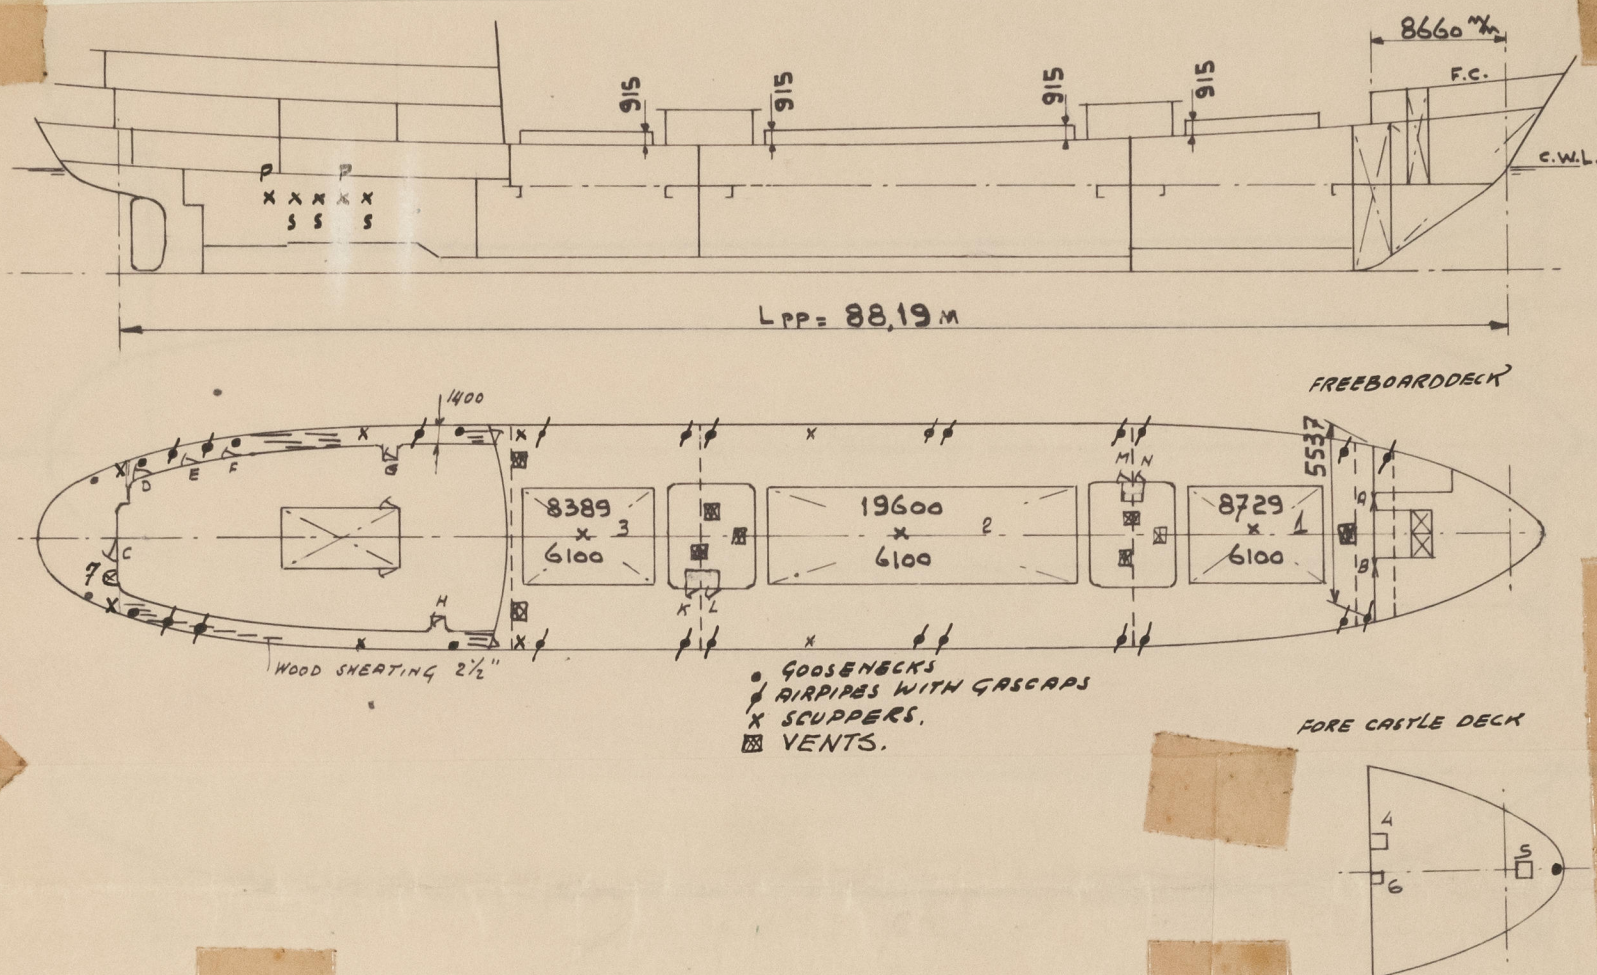 8660 m/m
F.C.
915
915
915
915
C.W.L.
P P
S S S
Lpp= 88,19 M
FREEBOARDDECK
1400
5537
D E F G
M N
8389
3
6100
19600
2
6100
8729
1
6100
A
B
C
7
H
K L
WOOD SHEATING 2½"
GOOSENECKS
AIRPIPES WITH GASCAPS
SCUPPERS.
VENTS.
FORE CASTLE DECK
4
5
6